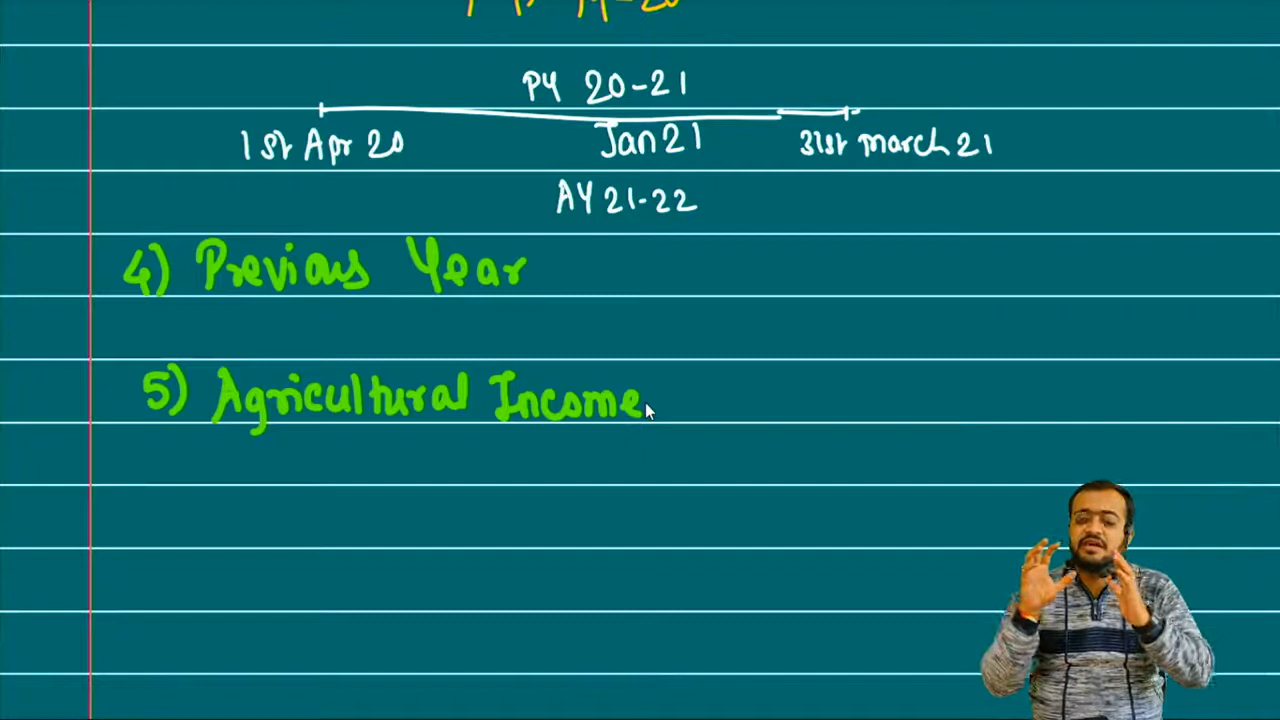 PY 20-21
1st Apr 20 Jan 21 31st march 21
AY 21-22
4) Previous Year
5) Agricultural Income